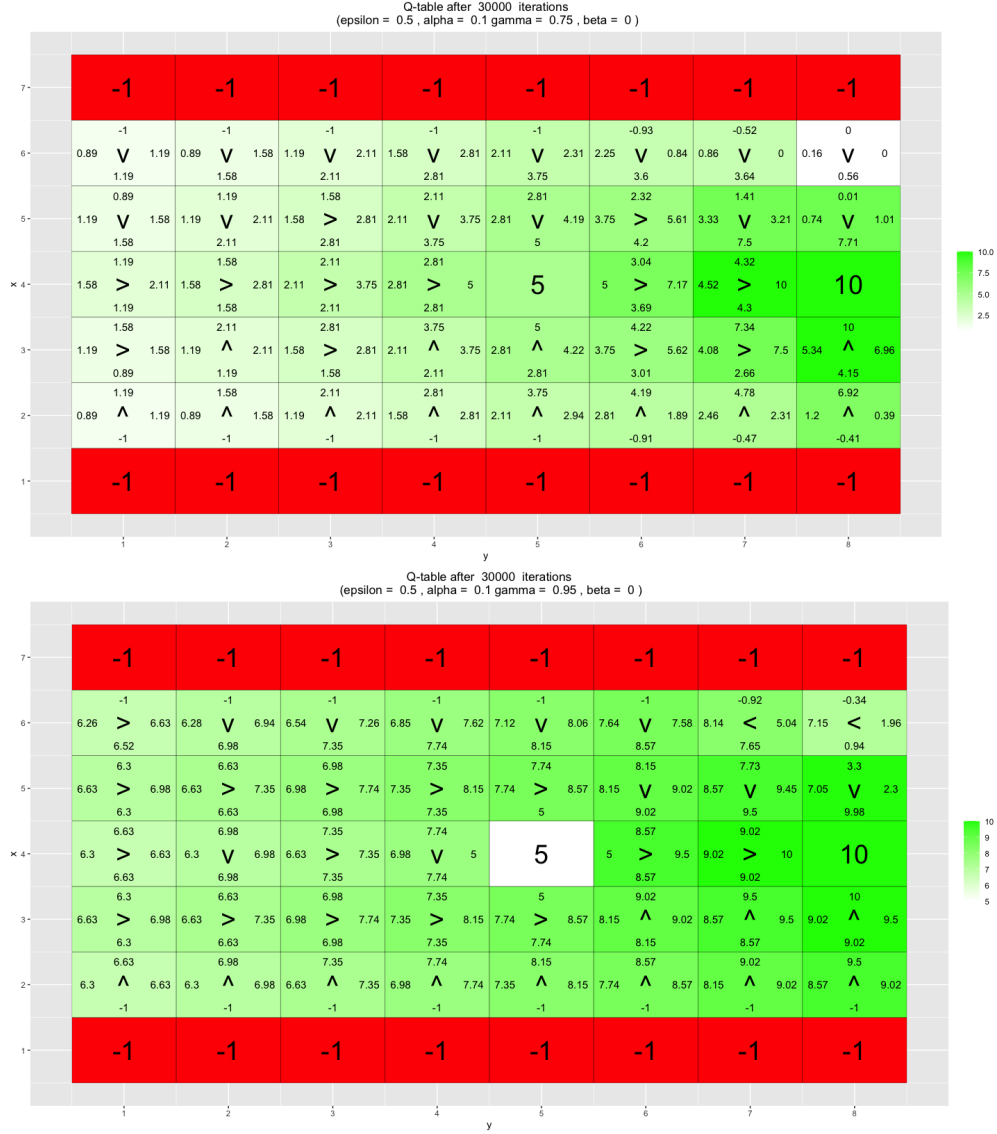 Q-table after 30000 iterations
(epsilon = 0.5 , alpha = 0.1 gamma = 0.75 , beta = 0 )
7 -1 -1 -1 -1 -1 -1 -1 -1
-1 -1 -1 -1 -1 -0.93 -0.52 0
6 0.89 V 1.19 0.89 V 1.58 1.19 V 2.11 1.58 V 2.81 2.11 V 2.31 2.25 V 0.84 0.86 V 0 0.16 V 0
1.19 1.58 2.11 2.81 3.75 3.6 3.64 0.56
0.89 1.19 1.58 2.11 2.81 2.32 1.41 0.01
5 1.19 V 1.58 1.19 V 2.11 1.58 > 2.81 2.11 V 3.75 2.81 V 4.19 3.75 > 5.61 3.33 V 3.21 0.74 V 1.01
1.58 2.11 2.81 3.75 5 4.2 7.5 7.71
1.19 1.58 2.11 2.81 3.04 4.32
x 4 1.58 > 2.11 1.58 > 2.81 2.11 > 3.75 2.81 > 5 5 5 > 7.17 4.52 > 10 10
1.19 1.58 2.11 2.81 3.69 4.3
1.58 2.11 2.81 3.75 5 4.22 7.34 10
3 1.19 > 1.58 1.19 ^ 2.11 1.58 > 2.81 2.11 ^ 3.75 2.81 ^ 4.22 3.75 > 5.62 4.08 > 7.5 5.34 ^ 6.96
0.89 1.19 1.58 2.11 2.81 3.01 2.66 4.15
1.19 1.58 2.11 2.81 3.75 4.19 4.78 6.92
2 0.89 ^ 1.19 0.89 ^ 1.58 1.19 ^ 2.11 1.58 ^ 2.81 2.11 ^ 2.94 2.81 ^ 1.89 2.46 ^ 2.31 1.2 ^ 0.39
-1 -1 -1 -1 -1 -0.91 -0.47 -0.41
1 -1 -1 -1 -1 -1 -1 -1 -1
1 2 3 4 5 6 7 8
y
10.0
7.5
5.0
2.5
Q-table after 30000 iterations
(epsilon = 0.5 , alpha = 0.1 gamma = 0.95 , beta = 0 )
7 -1 -1 -1 -1 -1 -1 -1 -1
-1 -1 -1 -1 -1 -1 -0.92 -0.34
6 6.26 > 6.63 6.28 V 6.94 6.54 V 7.26 6.85 V 7.62 7.12 V 8.06 7.64 V 7.58 8.14 < 5.04 7.15 < 1.96
6.52 6.98 7.35 7.74 8.15 8.57 7.65 0.94
6.3 6.63 6.98 7.35 7.74 8.15 7.73 3.3
5 6.63 > 6.98 6.63 > 7.35 6.98 > 7.74 7.35 > 8.15 7.74 > 8.57 8.15 V 9.02 8.57 V 9.45 7.05 V 2.3
6.3 6.63 6.98 7.35 5 9.02 9.5 9.98
6.63 6.98 7.35 7.74 8.57 9.02
x 4 6.3 > 6.63 6.3 V 6.98 6.63 > 7.35 6.98 V 5 5 5 > 9.5 9.02 > 10 10
6.63 6.98 7.35 7.74 8.57 9.02
6.3 6.63 6.98 7.35 5 9.02 9.5 10
3 6.63 > 6.98 6.63 > 7.35 6.98 > 7.74 7.35 > 8.15 7.74 > 8.57 8.15 ^ 9.02 8.57 ^ 9.5 9.02 ^ 9.5
6.3 6.63 6.98 7.35 7.74 8.15 8.57 9.02
6.63 6.98 7.35 7.74 8.15 8.57 9.02 9.5
2 6.3 ^ 6.63 6.3 ^ 6.98 6.63 ^ 7.35 6.98 ^ 7.74 7.35 ^ 8.15 7.74 ^ 8.57 8.15 ^ 9.02 8.57 ^ 9.02
-1 -1 -1 -1 -1 -1 -1 -1
1 -1 -1 -1 -1 -1 -1 -1 -1
1 2 3 4 5 6 7 8
y
10
9
8
7
6
5